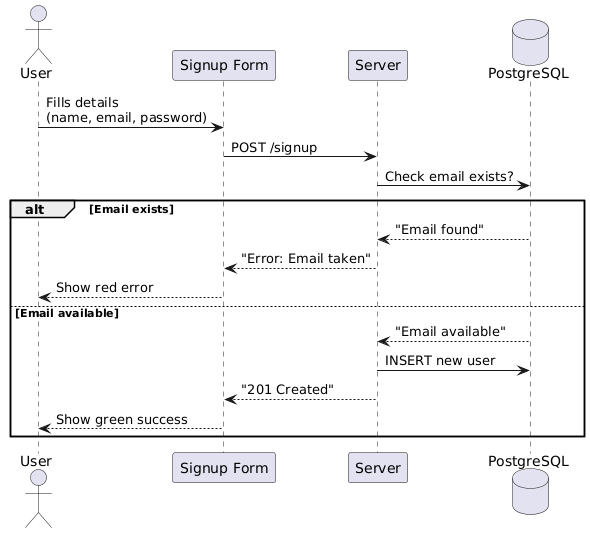 User
Signup Form
Server
PostgreSQL
Fills details
(name, email, password)
POST /signup
Check email exists?
alt
[Email exists]
"Email found"
"Error: Email taken"
Show red error
[Email available]
"Email available"
INSERT new user
"201 Created"
Show green success
User
Signup Form
Server
PostgreSQL